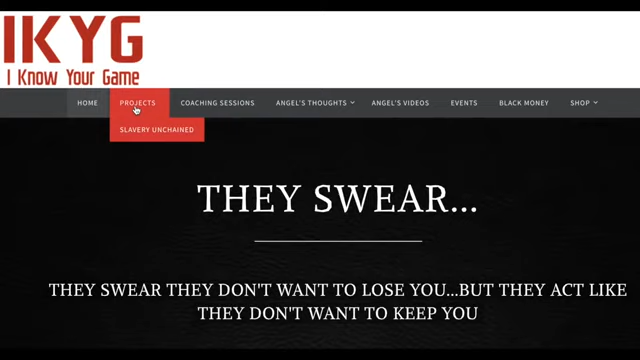 IKYG
I Know Your Game
HOME PROJECTS COACHING SESSIONS ANGEL'S THOUGHTS ANGEL'S VIDEOS EVENTS BLACK MONEY SHOP
SLAVERY UNCHAINED
THEY SWEAR...
THEY SWEAR THEY DON'T WANT TO LOSE YOU...BUT THEY ACT LIKE
THEY DON'T WANT TO KEEP YOU